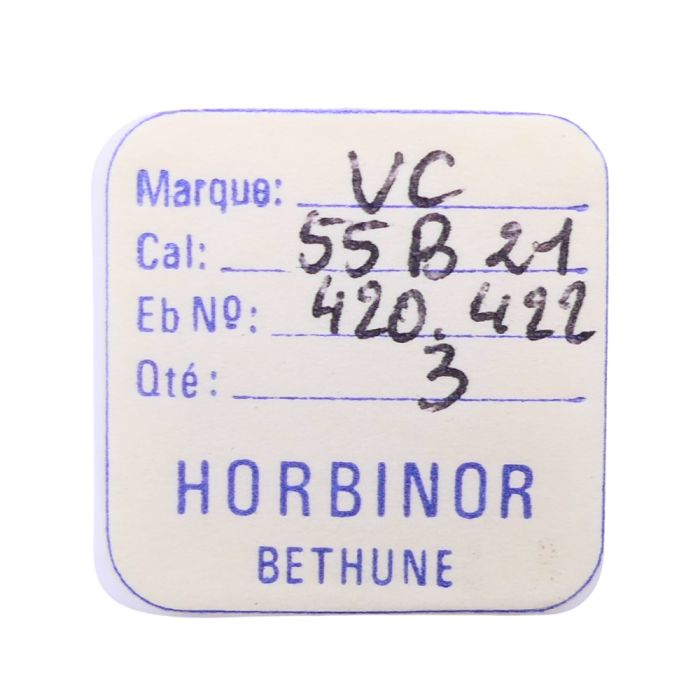 Marque: VC
Cal: 55 B 21
Eb Nº: 420. 422
Qté: 3
HORBINOR
BETHUNE